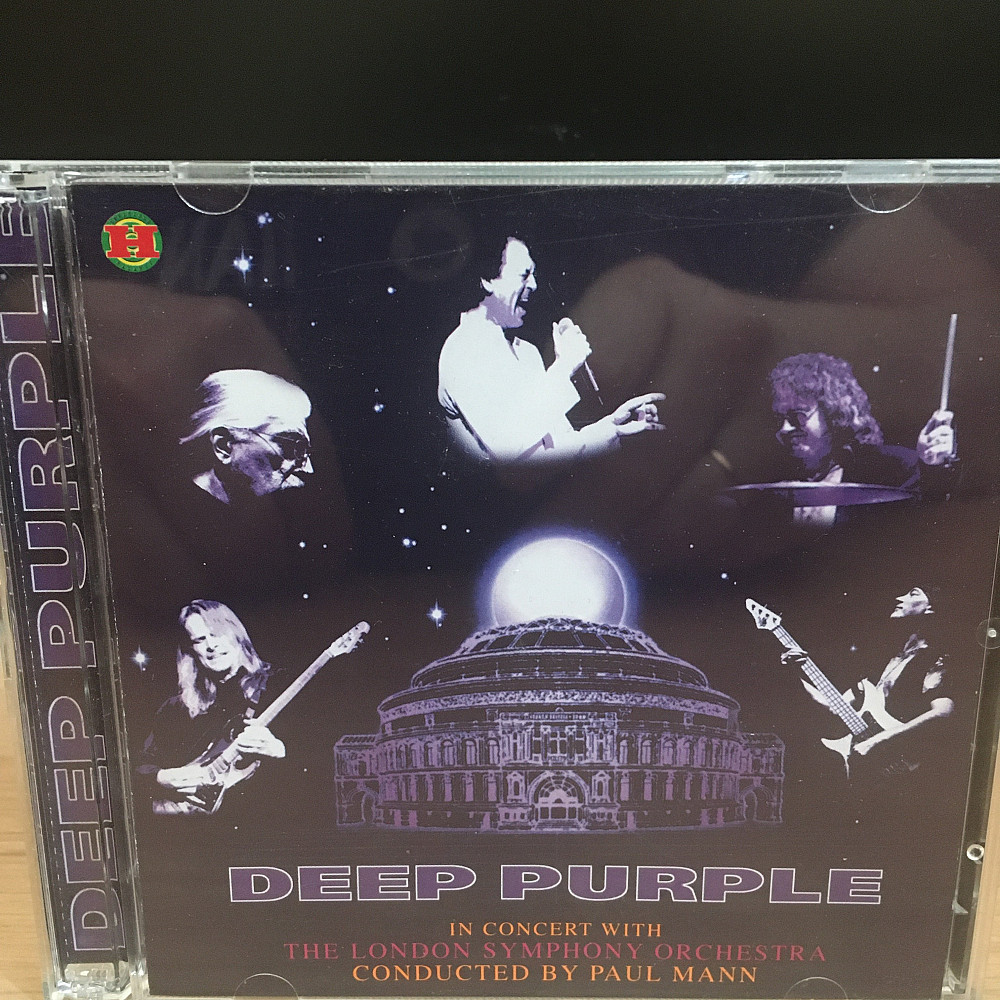 H
DEEP PURPLE
DEEP PURPLE
IN CONCERT WITH
THE LONDON SYMPHONY ORCHESTRA
CONDUCTED BY PAUL MANN